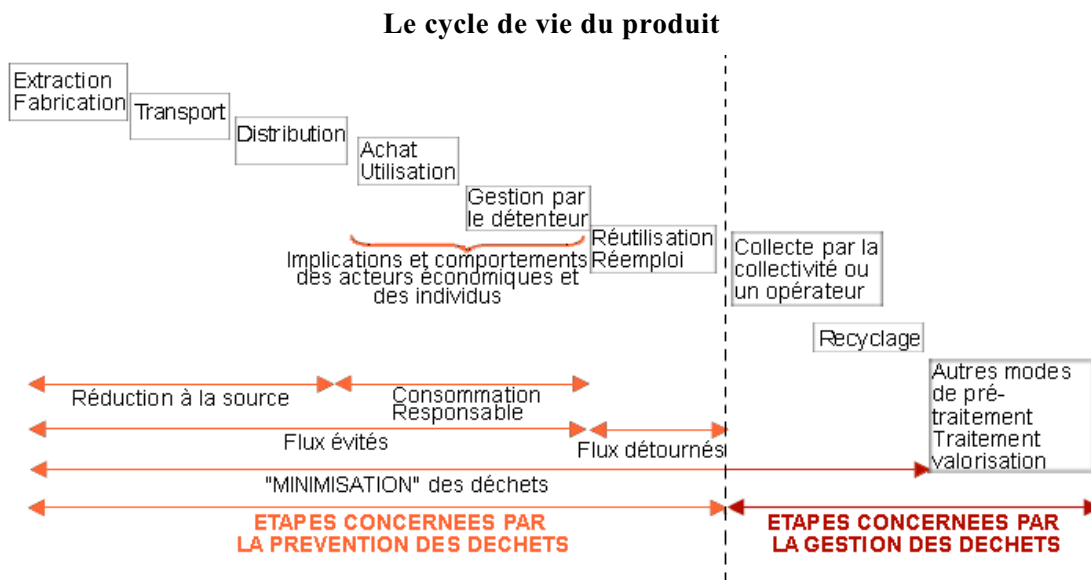 Le cycle de vie du produit
Extraction
Fabrication
Transport
Distribution
Achat
Utilisation
Gestion par
le détenteur
Implications et comportements
des acteurs économiques et
des individus
Réutilisation
Réemploi
Collecte par la
collectivité ou
un opérateur
Recyclage
Autres modes
de pré-
traitement
Traitement
valorisation
Réduction à la source
Consommation
Responsable
Flux évités
Flux détournés
"MINIMISATION" des déchets
ETAPES CONCERNEES PAR
LA PREVENTION DES DECHETS
ETAPES CONCERNEES PAR
LA GESTION DES DECHETS